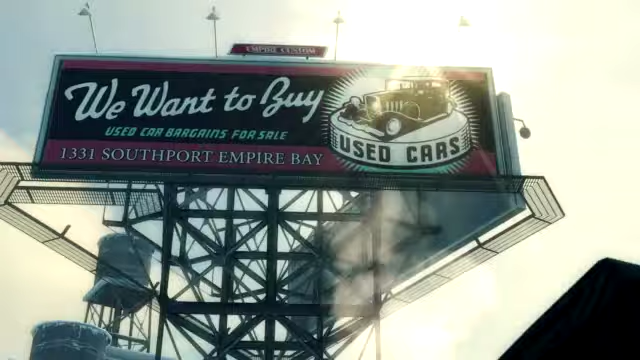 EMPIRE CUSTOM
We Want to Buy
USED CAR BARGAINS FOR SALE
1331 SOUTHPORT EMPIRE BAY
USED CARS